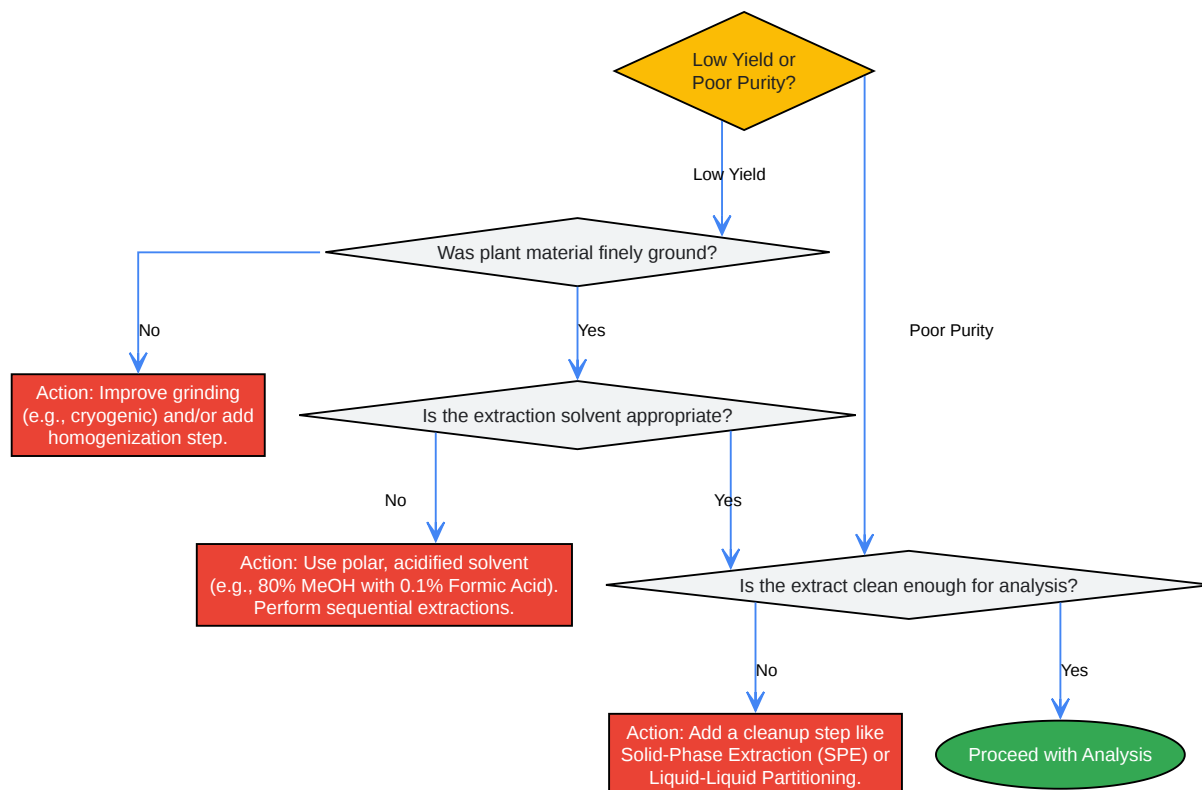 Low Yield or
Poor Purity?
Low Yield
Was plant material finely ground?
No
Yes
Poor Purity
Action: Improve grinding
(e.g., cryogenic) and/or add
homogenization step.
Is the extraction solvent appropriate?
No
Yes
Action: Use polar, acidified solvent
(e.g., 80% MeOH with 0.1% Formic Acid).
Perform sequential extractions.
Is the extract clean enough for analysis?
No
Yes
Action: Add a cleanup step like
Solid-Phase Extraction (SPE) or
Liquid-Liquid Partitioning.
Proceed with Analysis